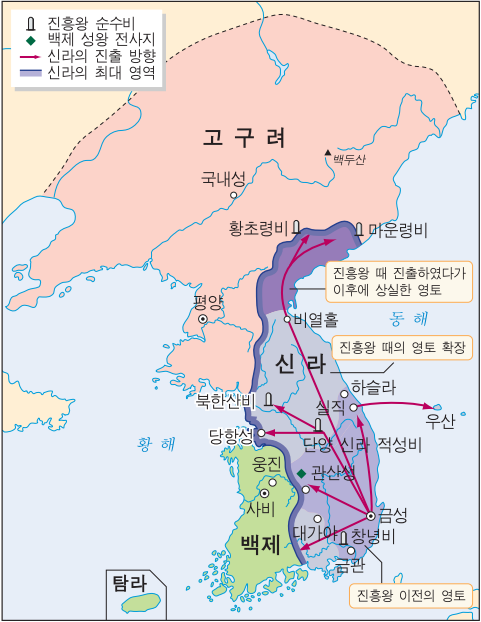 진흥왕 순수비
백제 성왕 전사지
신라의 진출 방향
신라의 최대 영역
고구려
백두산
국내성
황초령비
마운령비
진흥왕 때 진출하였다가
이후에 상실한 영토
평양
비열홀
동해
진흥왕 때의 영토 확장
신라
하슬라
북한산비
실직
우산
당항성
단양 신라 적성비
황해
웅진
관산성
사비
금성
백제
대가야
창녕비
금관
탐라
진흥왕 이전의 영토